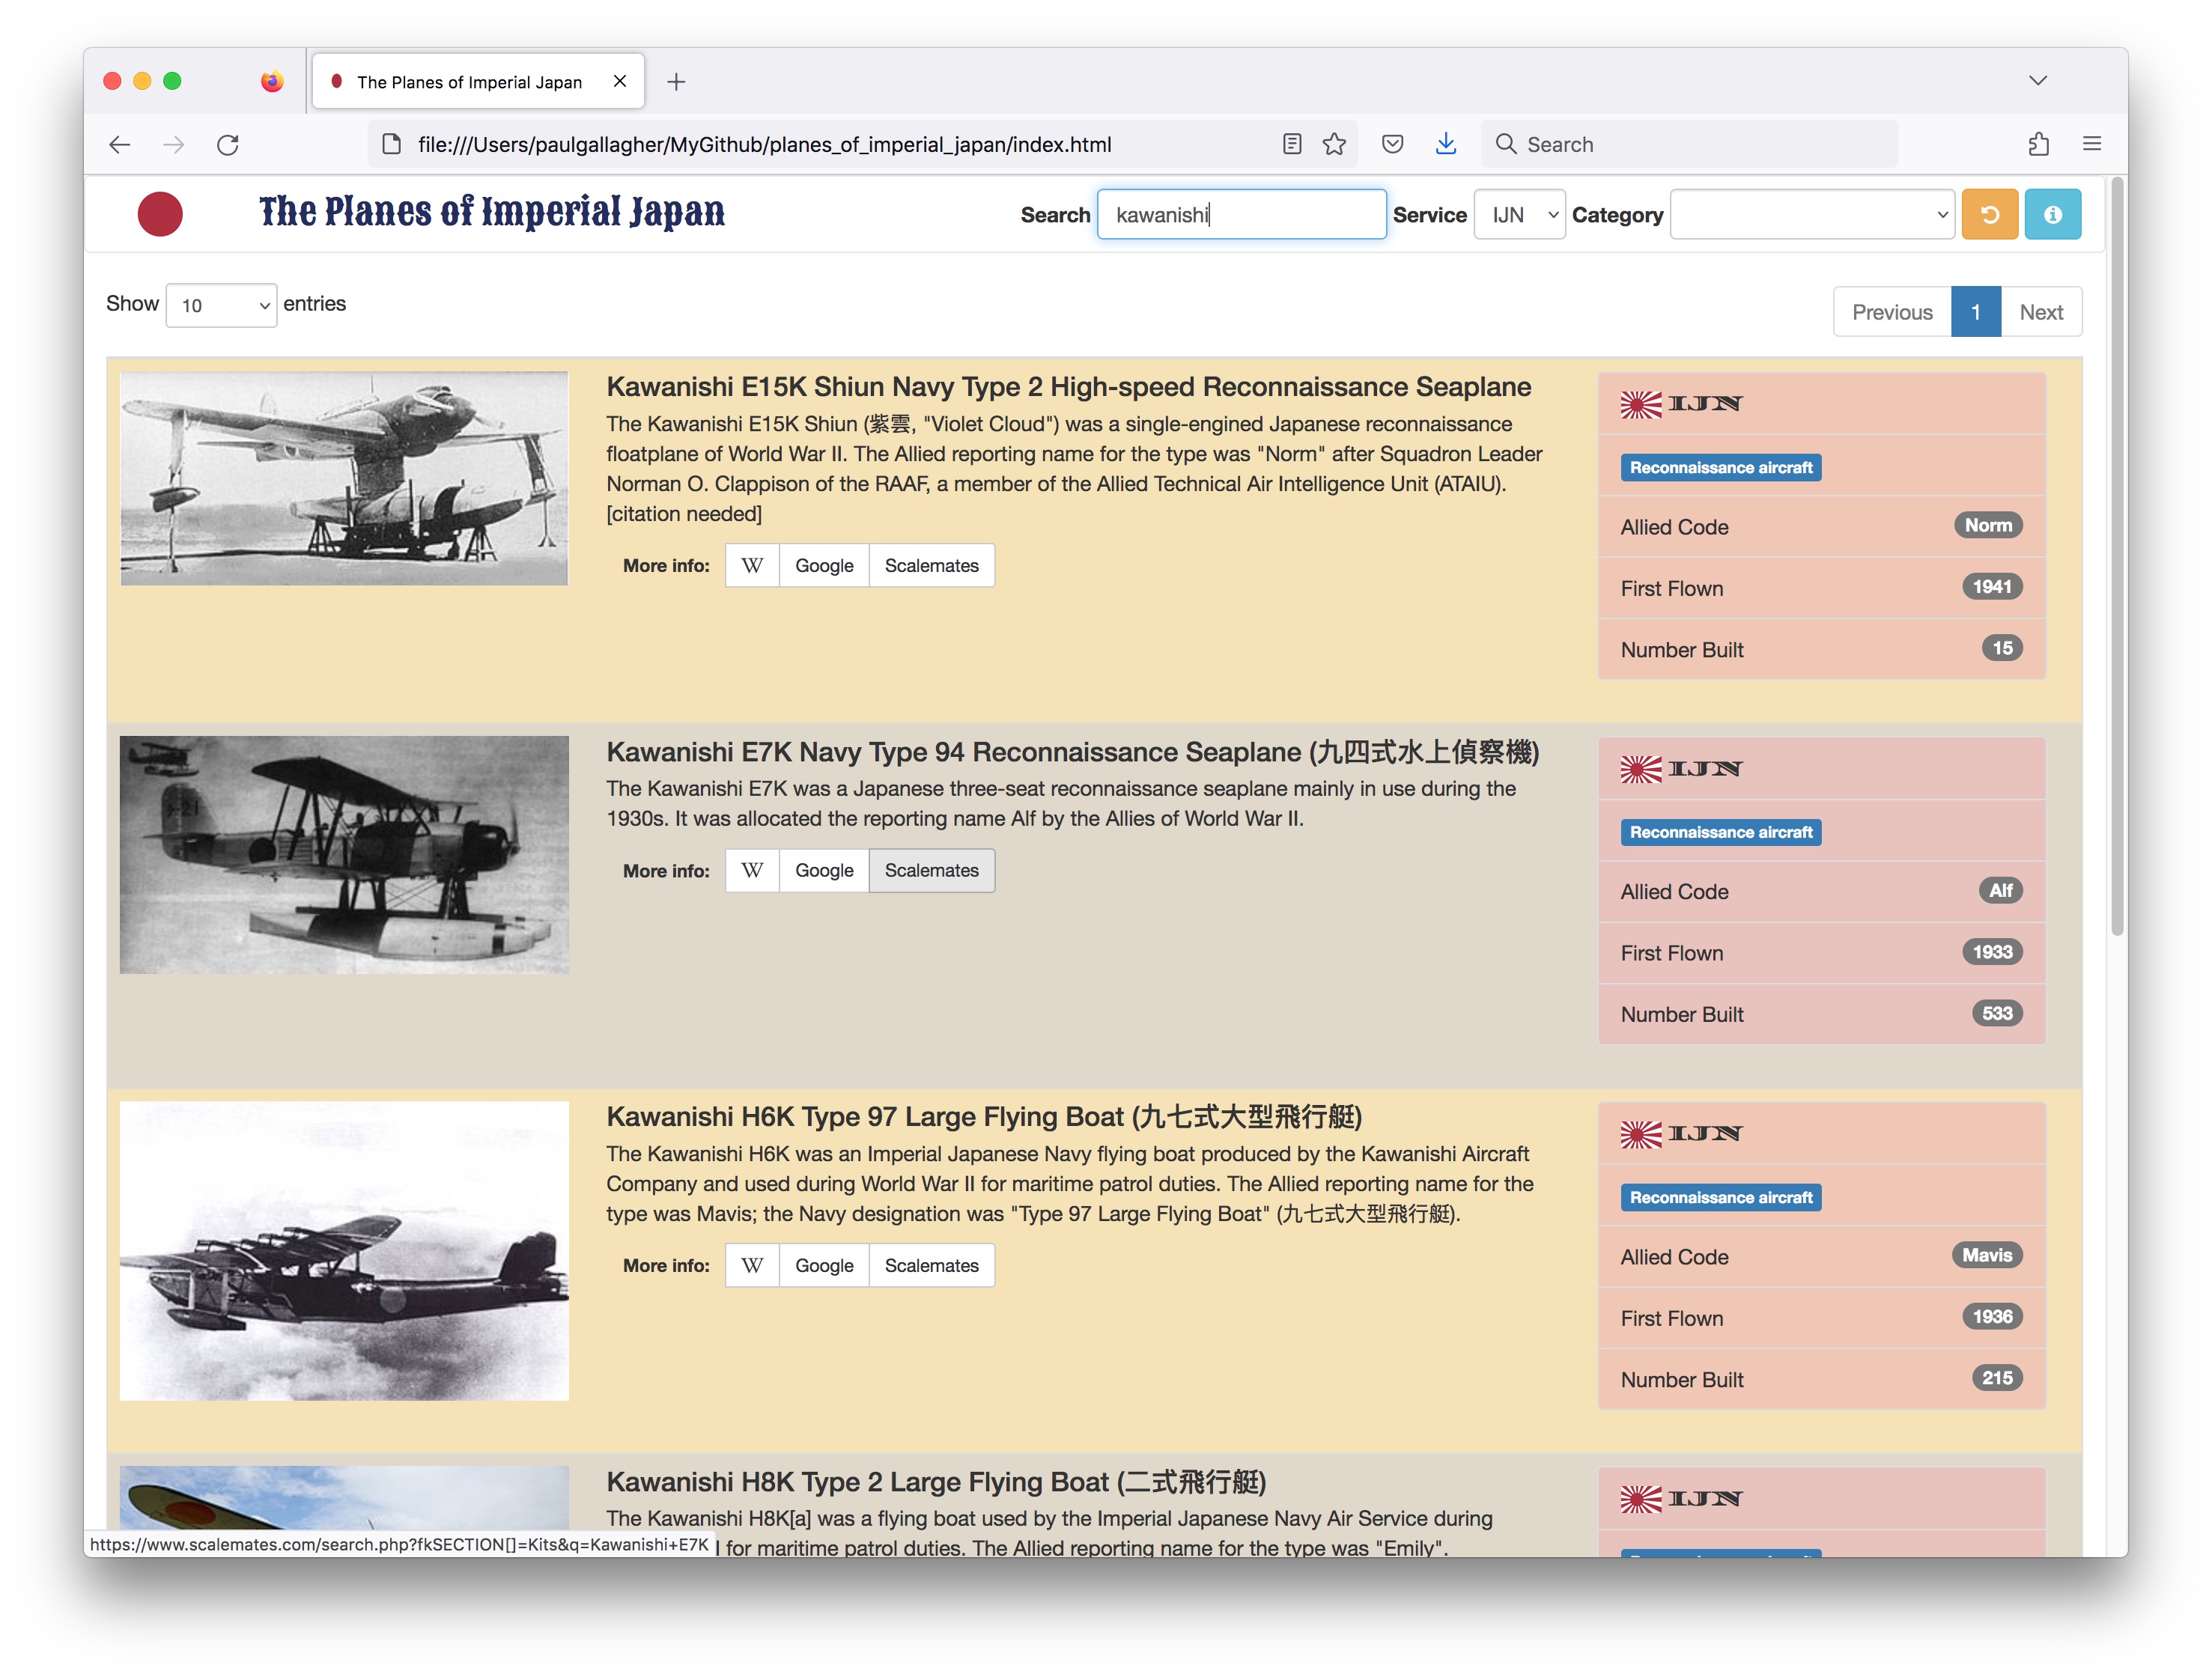 The Planes of Imperial Japan
file:///Users/paulgallagher/MyGithub/planes_of_imperial_japan/index.html
Search
The Planes of Imperial Japan
Search kawanishi Service IJN Category
Show 10 entries
Previous 1 Next
Kawanishi E15K Shiun Navy Type 2 High-speed Reconnaissance Seaplane
The Kawanishi E15K Shiun (紫雲, "Violet Cloud") was a single-engined Japanese reconnaissance
floatplane of World War II. The Allied reporting name for the type was "Norm" after Squadron Leader
Norman O. Clappison of the RAAF, a member of the Allied Technical Air Intelligence Unit (ATAIU).
[citation needed]
More info: W Google Scalemates
IJN
Reconnaissance aircraft
Allied Code Norm
First Flown 1941
Number Built 15
Kawanishi E7K Navy Type 94 Reconnaissance Seaplane (九四式水上偵察機)
The Kawanishi E7K was a Japanese three-seat reconnaissance seaplane mainly in use during the
1930s. It was allocated the reporting name Alf by the Allies of World War II.
More info: W Google Scalemates
IJN
Reconnaissance aircraft
Allied Code Alf
First Flown 1933
Number Built 533
Kawanishi H6K Type 97 Large Flying Boat (九七式大型飛行艇)
The Kawanishi H6K was an Imperial Japanese Navy flying boat produced by the Kawanishi Aircraft
Company and used during World War II for maritime patrol duties. The Allied reporting name for the
type was Mavis; the Navy designation was "Type 97 Large Flying Boat" (九七式大型飛行艇).
More info: W Google Scalemates
IJN
Reconnaissance aircraft
Allied Code Mavis
First Flown 1936
Number Built 215
Kawanishi H8K Type 2 Large Flying Boat (二式飛行艇)
The Kawanishi H8K[a] was a flying boat used by the Imperial Japanese Navy Air Service during
for maritime patrol duties. The Allied reporting name for the type was "Emily".
IJN
https://www.scalemates.com/search.php?fkSECTION[]=Kits&q=Kawanishi+E7K